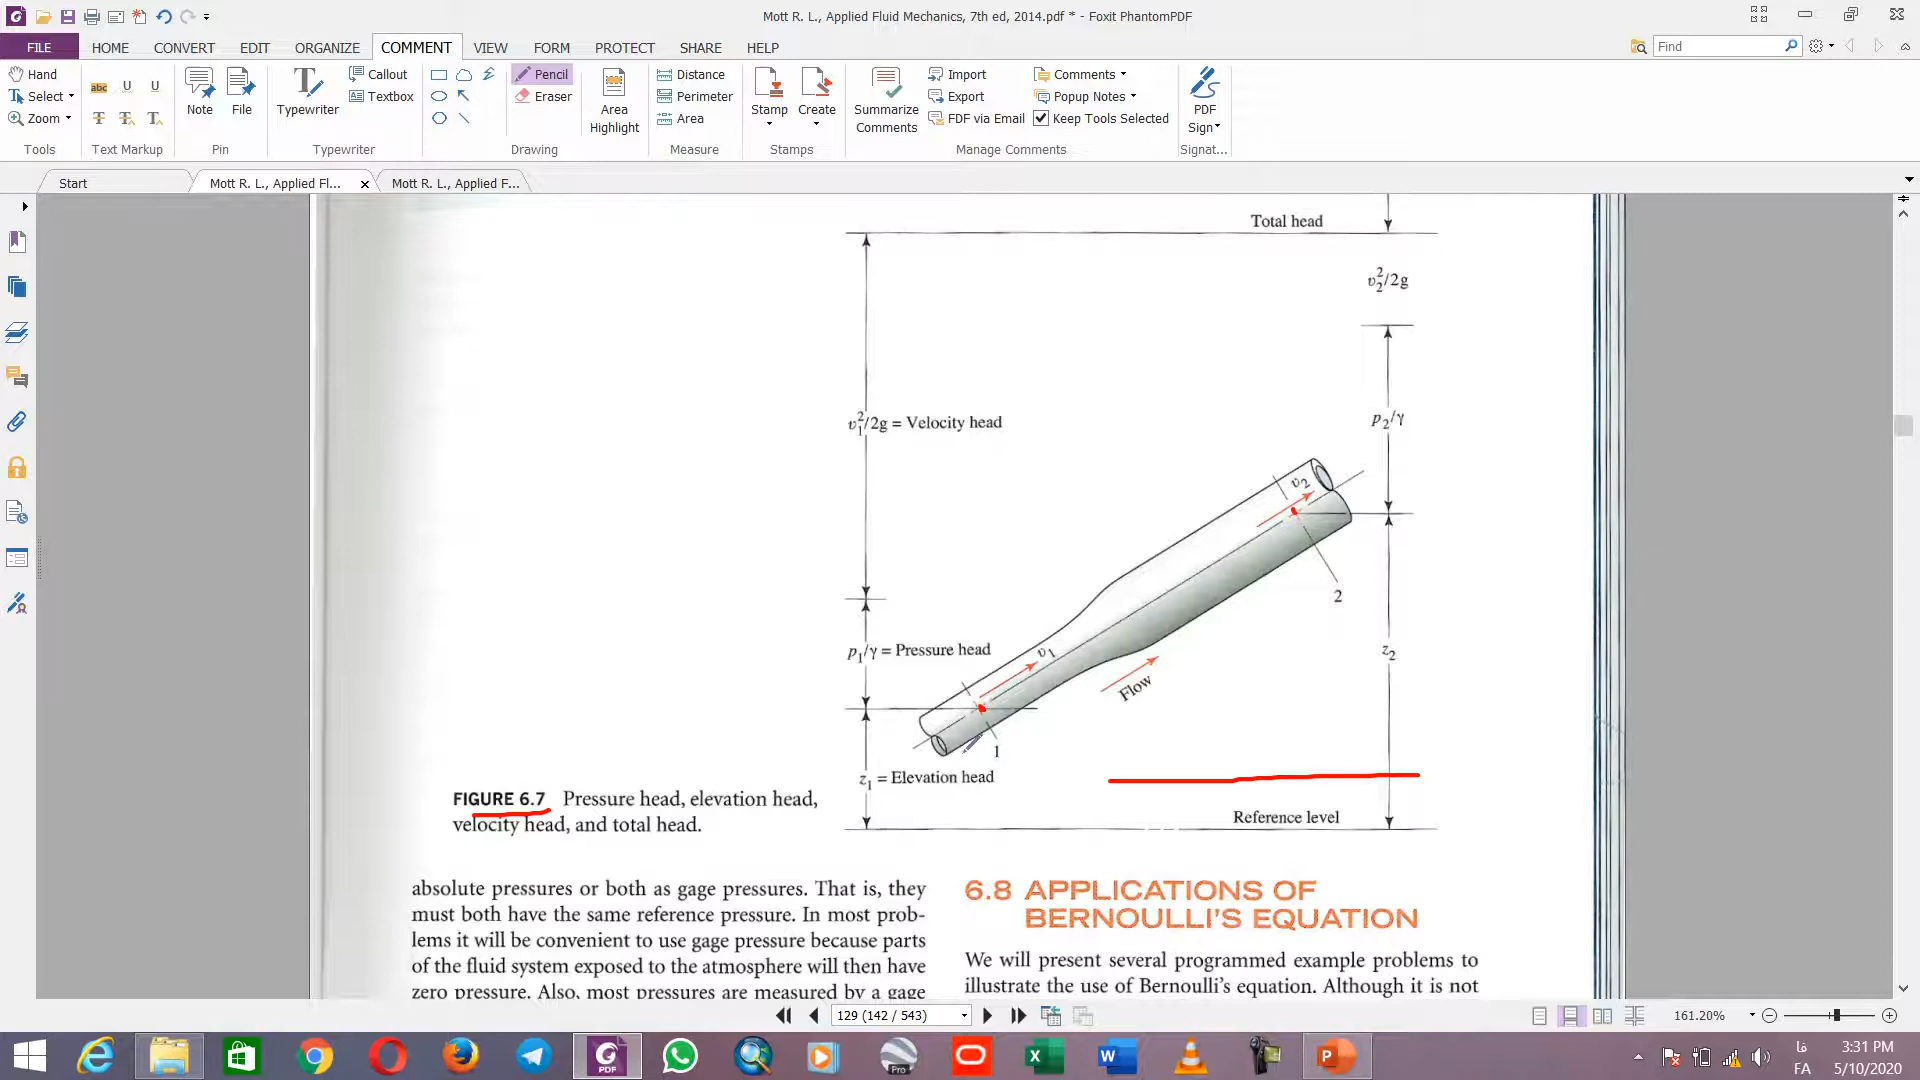 Mott R. L., Applied Fluid Mechanics, 7th ed, 2014.pdf * - Foxit PhantomPDF
FILE HOME CONVERT EDIT ORGANIZE COMMENT VIEW FORM PROTECT SHARE HELP Find
Hand
Select
Zoom
Tools
abc U U
T T T
Text Markup
Note File
Pin
Typewriter
Callout
Textbox
Typewriter
Pencil
Eraser
Area
Highlight
Drawing
Distance
Perimeter
Area
Measure
Stamp Create
Stamps
Summarize
Comments
Import
Export
FDF via Email
Comments
Popup Notes
Keep Tools Selected
Manage Comments
PDF
Sign
Signat...
Start Mott R. L., Applied Fl... x Mott R. L., Applied F...
Total head
v₂²/2g
v₁²/2g = Velocity head
p₂/γ
v₂
2
p₁/γ = Pressure head
v₁
z₂
Flow
1
z₁ = Elevation head
Reference level
FIGURE 6.7 Pressure head, elevation head,
velocity head, and total head.
absolute pressures or both as gage pressures. That is, they
must both have the same reference pressure. In most prob-
lems it will be convenient to use gage pressure because parts
of the fluid system exposed to the atmosphere will then have
zero pressure. Also, most pressures are measured by a gage
6.8 APPLICATIONS OF
BERNOULLI'S EQUATION
We will present several programmed example problems to
illustrate the use of Bernoulli's equation. Although it is not
129 (142 / 543)
161.20%
PDF
Pro
فا
FA
3:31 PM
5/10/2020